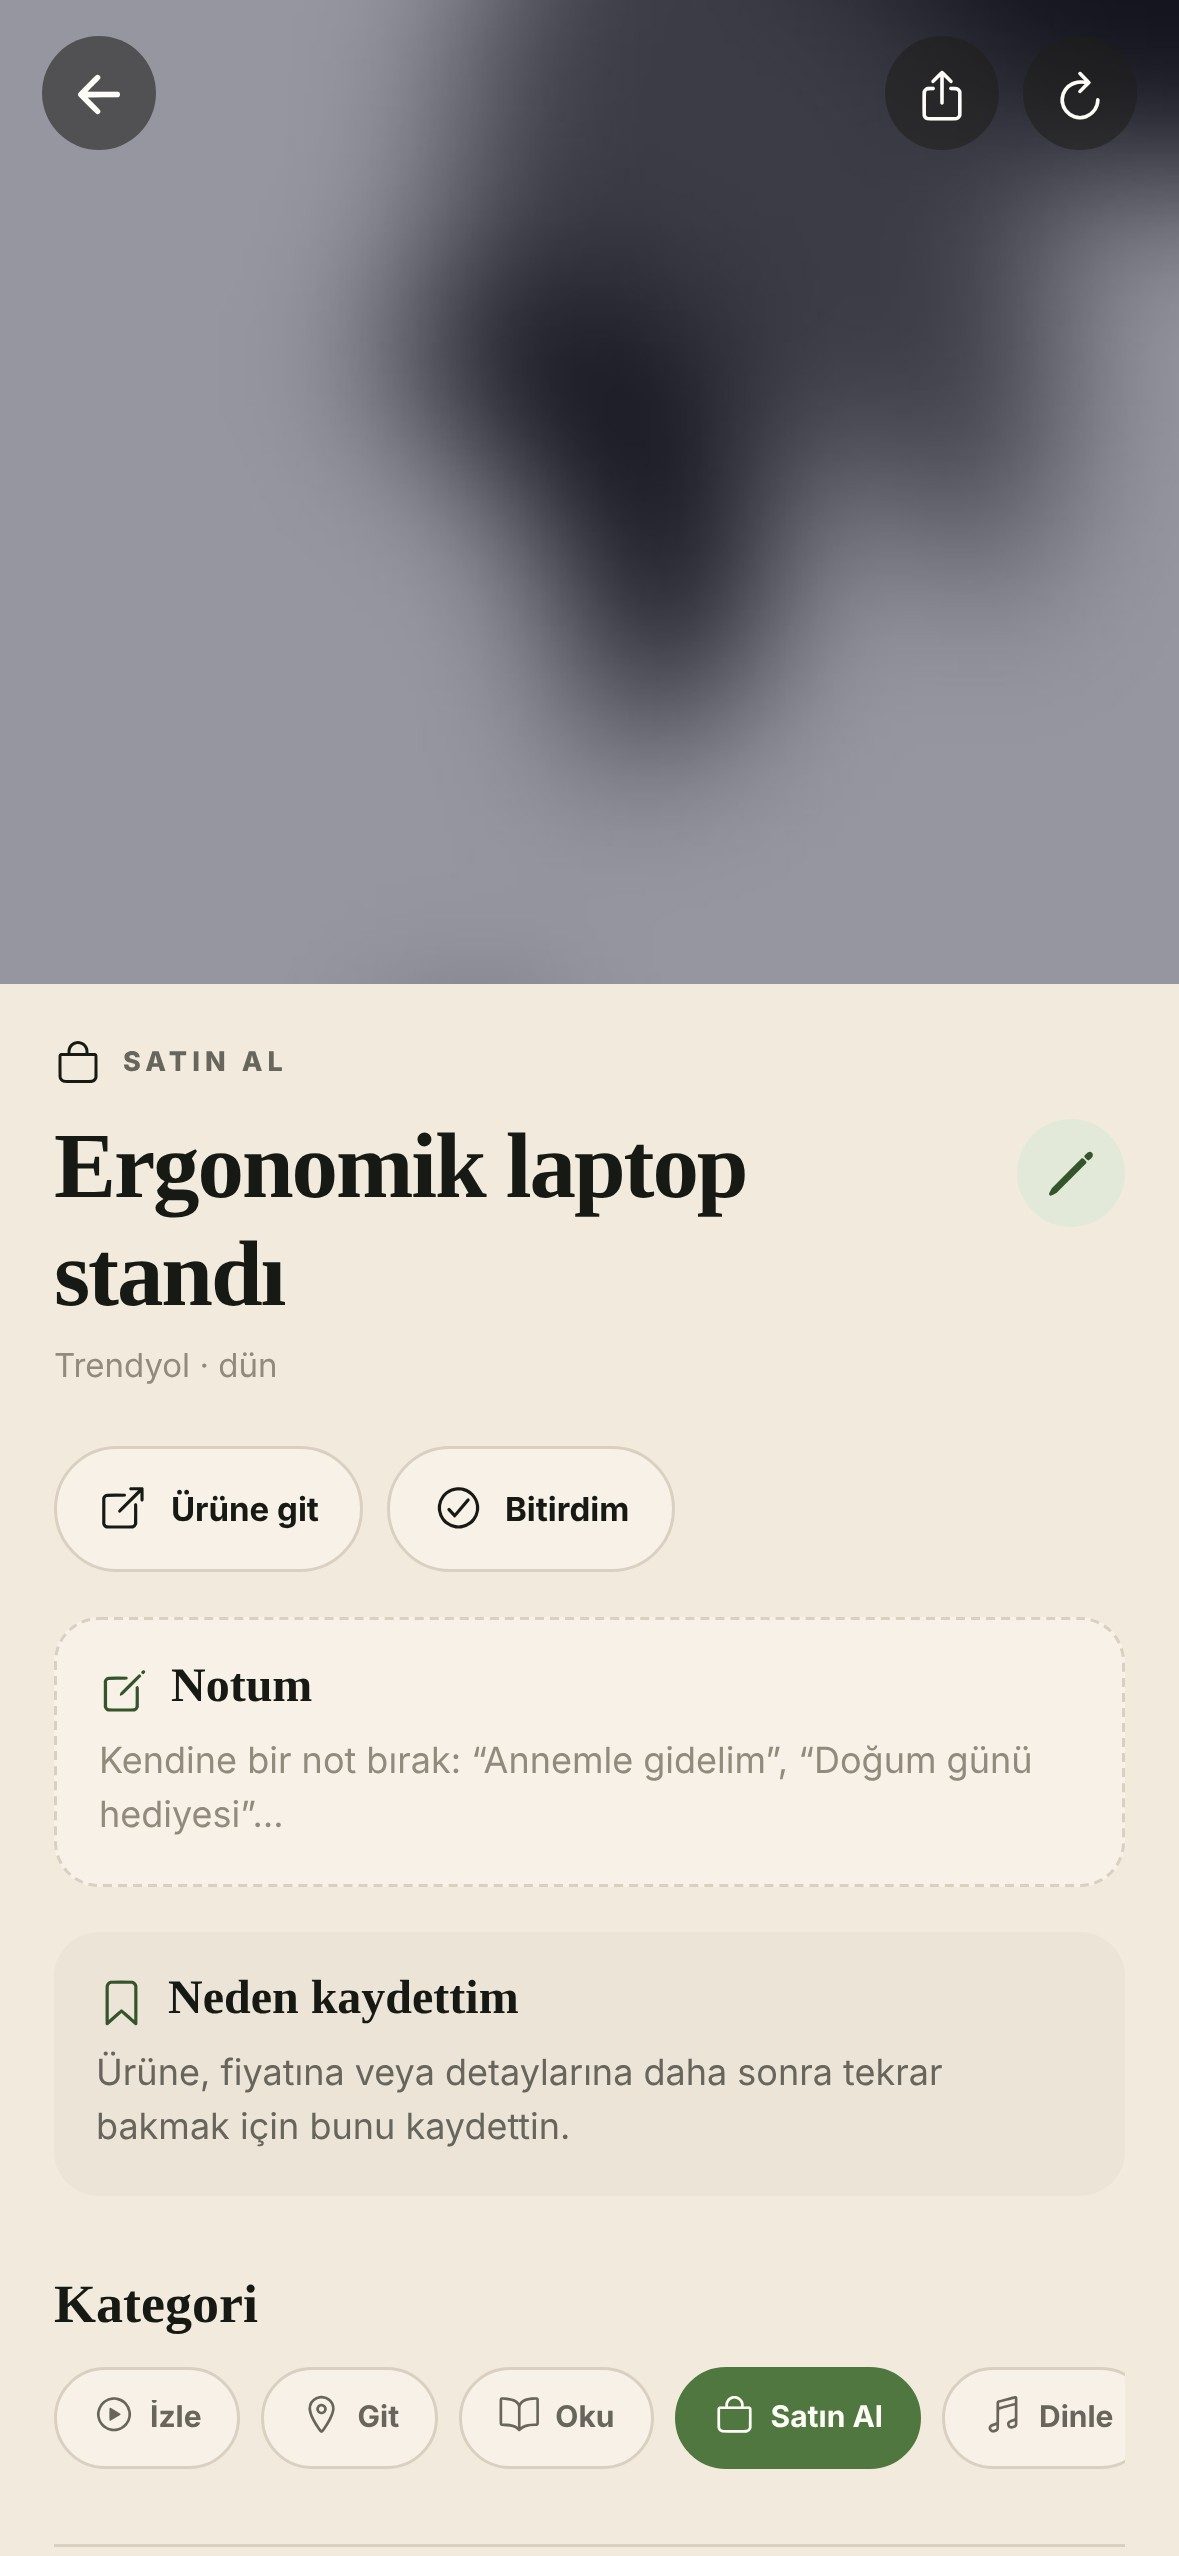 SATIN AL
Ergonomik laptop
standı
Trendyol · dün
Ürüne git
Bitirdim
Notum
Kendine bir not bırak: “Annemle gidelim”, “Doğum günü
hediyesi”...
Neden kaydettim
Ürüne, fiyatına veya detaylarına daha sonra tekrar
bakmak için bunu kaydettin.
Kategori
İzle
Git
Oku
Satın Al
Dinle